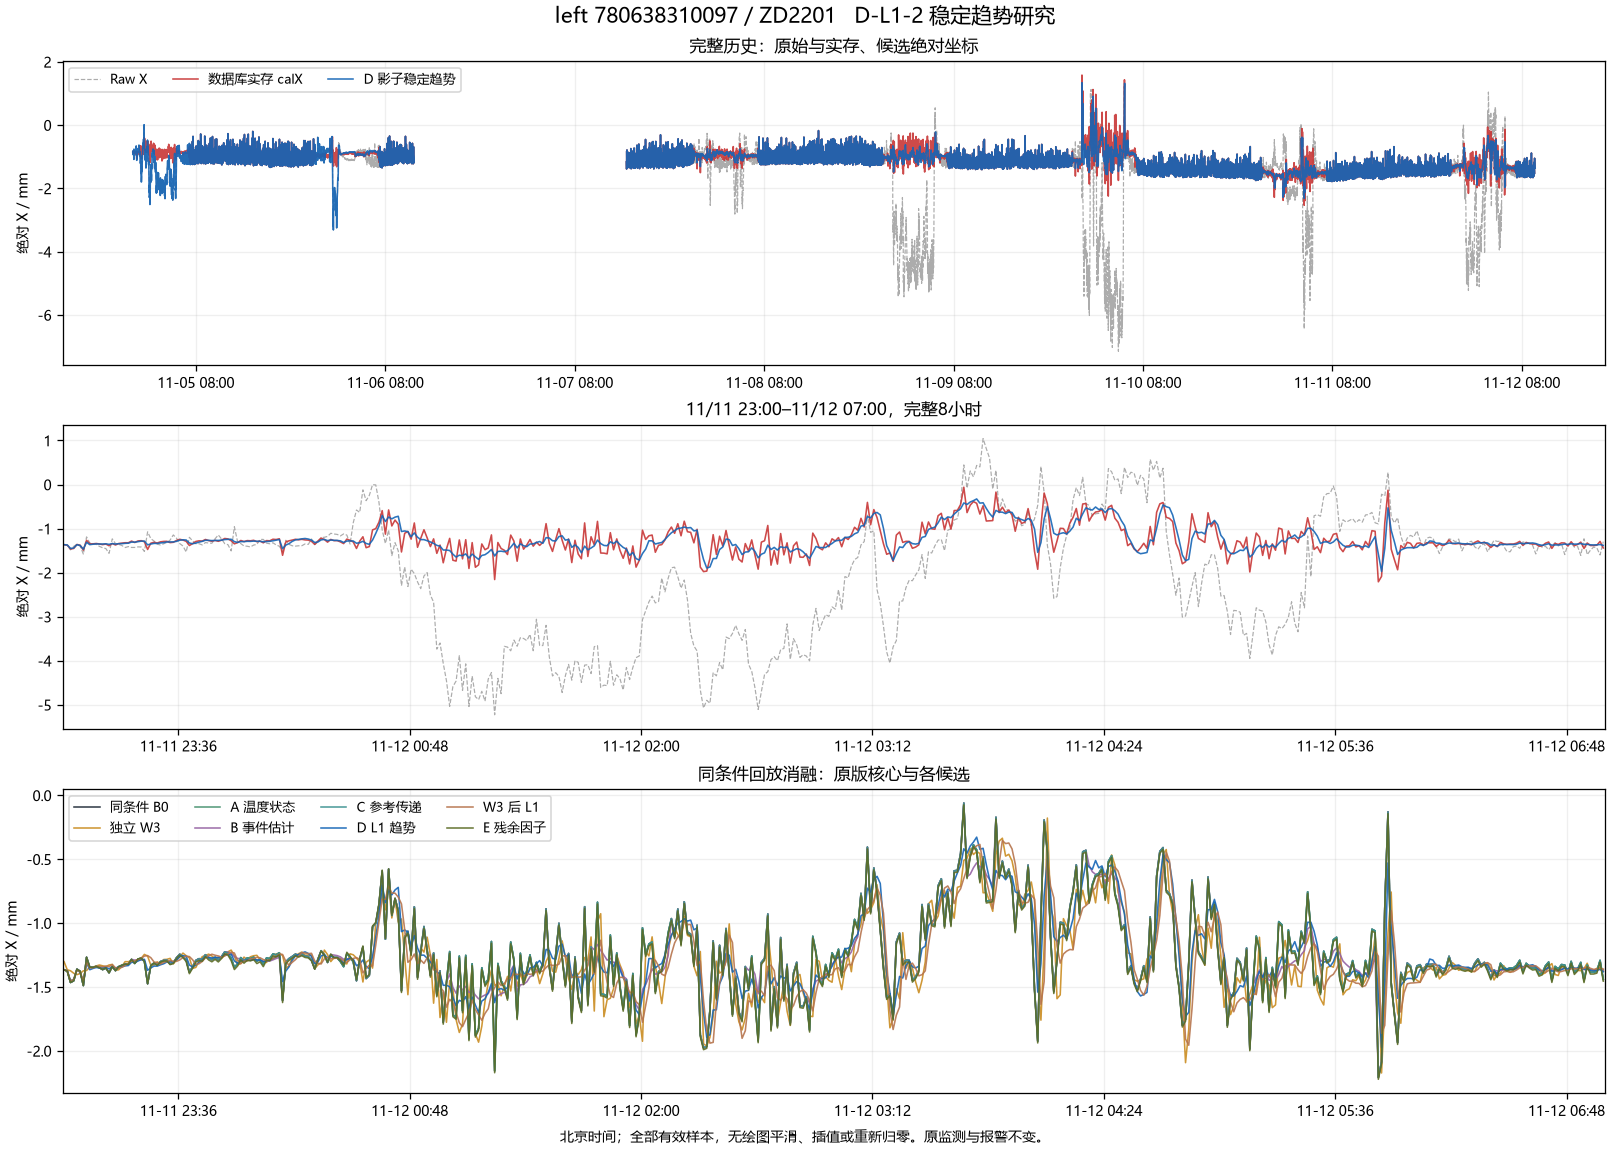 left 780638310097 / ZD2201   D-L1-2 稳定趋势研究
完整历史：原始与实存、候选绝对坐标
Raw X   数据库实存 calX   D 影子稳定趋势
绝对 X / mm
2
0
-2
-4
-6
11-05 08:00   11-06 08:00   11-07 08:00   11-08 08:00   11-09 08:00   11-10 08:00   11-11 08:00   11-12 08:00
11/11 23:00–11/12 07:00，完整8小时
绝对 X / mm
1
0
-1
-2
-3
-4
-5
11-11 23:36   11-12 00:48   11-12 02:00   11-12 03:12   11-12 04:24   11-12 05:36   11-12 06:48
同条件回放消融：原版核心与各候选
同条件 B0   A 温度状态   C 参考传递   W3 后 L1
独立 W3   B 事件估计   D L1 趋势   E 残余因子
绝对 X / mm
0.0
-0.5
-1.0
-1.5
-2.0
11-11 23:36   11-12 00:48   11-12 02:00   11-12 03:12   11-12 04:24   11-12 05:36   11-12 06:48
北京时间；全部有效样本，无绘图平滑、插值或重新归零。原监测与报警不变。